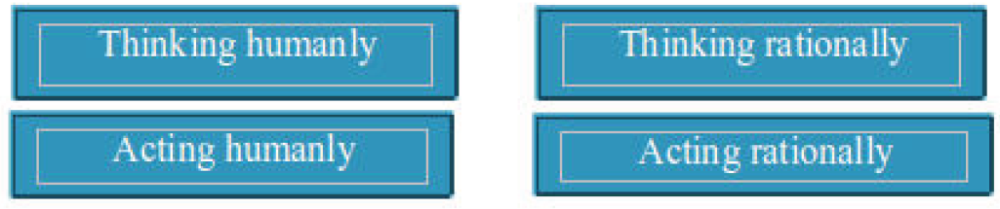 Thinking humanly
Thinking rationally
Acting humanly
Acting rationally